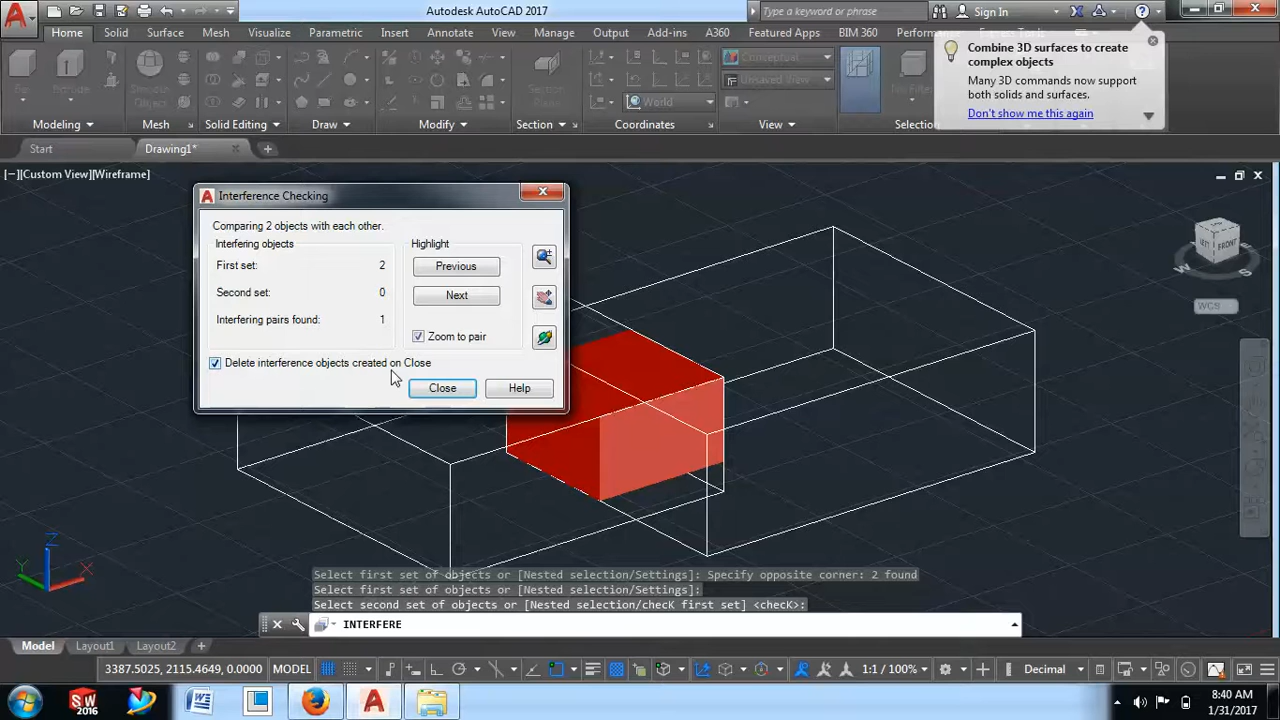 Autodesk AutoCAD 2017
Type a keyword or phrase
Sign In
Home Solid Surface Mesh Visualize Parametric Insert Annotate View Manage Output Add-ins A360 Featured Apps BIM 360
Combine 3D surfaces to create
complex objects
Many 3D commands now support
both solids and surfaces.
Don't show me this again
Conceptual
Unsaved View
World
Modeling Mesh Solid Editing Draw Modify Section Coordinates View Selection
Start Drawing1*
[−][Custom View][Wireframe]
Interference Checking
Comparing 2 objects with each other.
Interfering objects
First set: 2
Second set: 0
Interfering pairs found: 1
Highlight
Previous
Next
Zoom to pair
Delete interference objects created on Close
Close Help
LEFT FRONT
W S
WCS
Z
Y X
Select first set of objects or [Nested selection/Settings]: Specify opposite corner: 2 found
Select first set of objects or [Nested selection/Settings]:
Select second set of objects or [Nested selection/checK first set] <checK>:
INTERFERE
Model Layout1 Layout2
3387.5025, 2115.4649, 0.0000 MODEL 1:1 / 100% Decimal
SW
2016
8:40 AM
1/31/2017